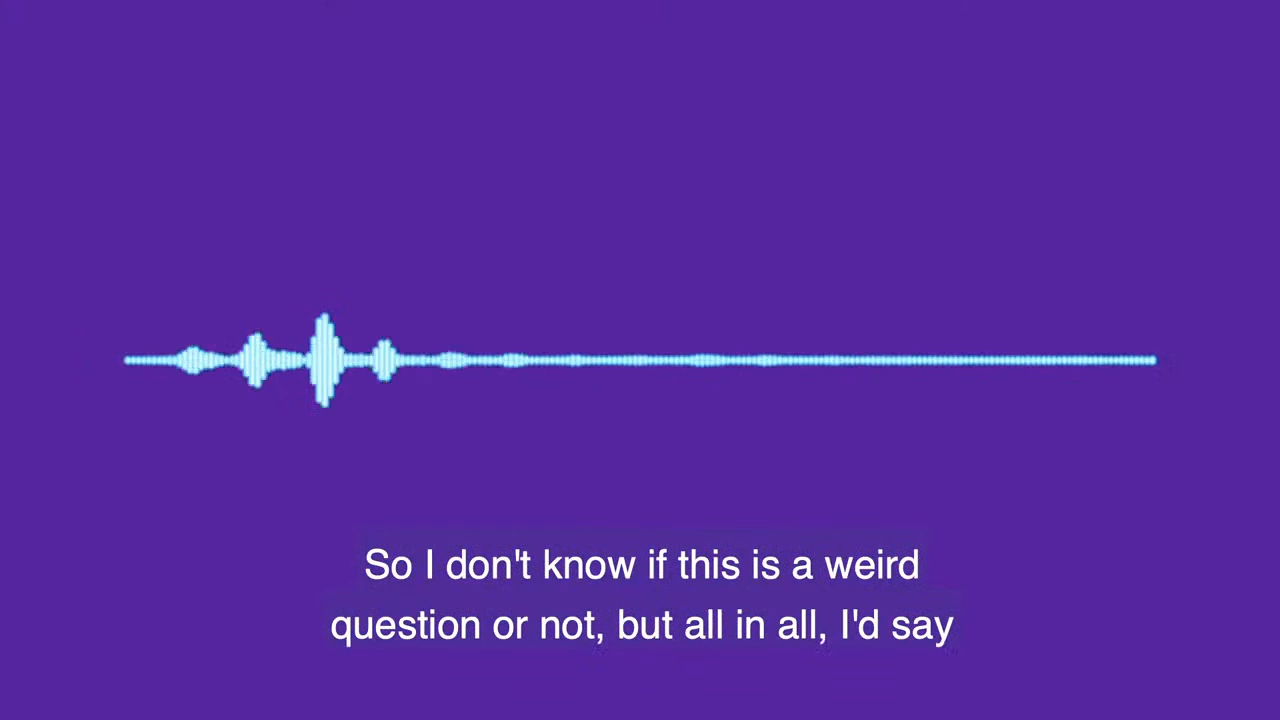 So I don't know if this is a weird
question or not, but all in all, I'd say